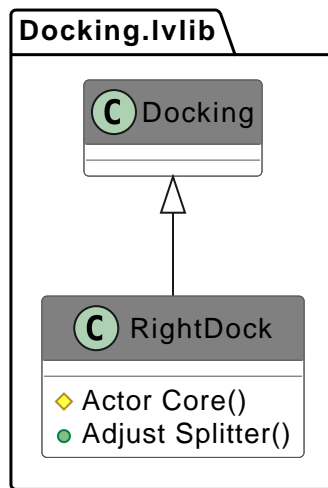 Docking.lvlib
C Docking
C RightDock
Actor Core()
Adjust Splitter()